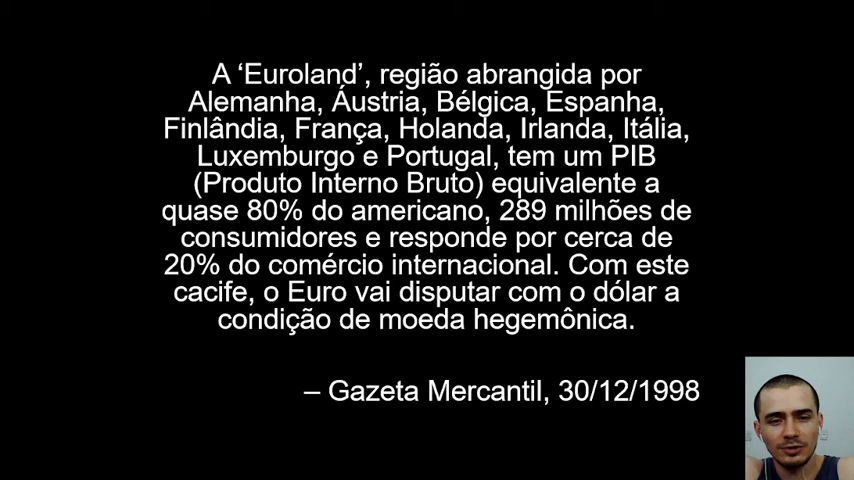 A ‘Euroland’, região abrangida por
Alemanha, Áustria, Bélgica, Espanha,
Finlândia, França, Holanda, Irlanda, Itália,
Luxemburgo e Portugal, tem um PIB
(Produto Interno Bruto) equivalente a
quase 80% do americano, 289 milhões de
consumidores e responde por cerca de
20% do comércio internacional. Com este
cacife, o Euro vai disputar com o dólar a
condição de moeda hegemônica.
– Gazeta Mercantil, 30/12/1998